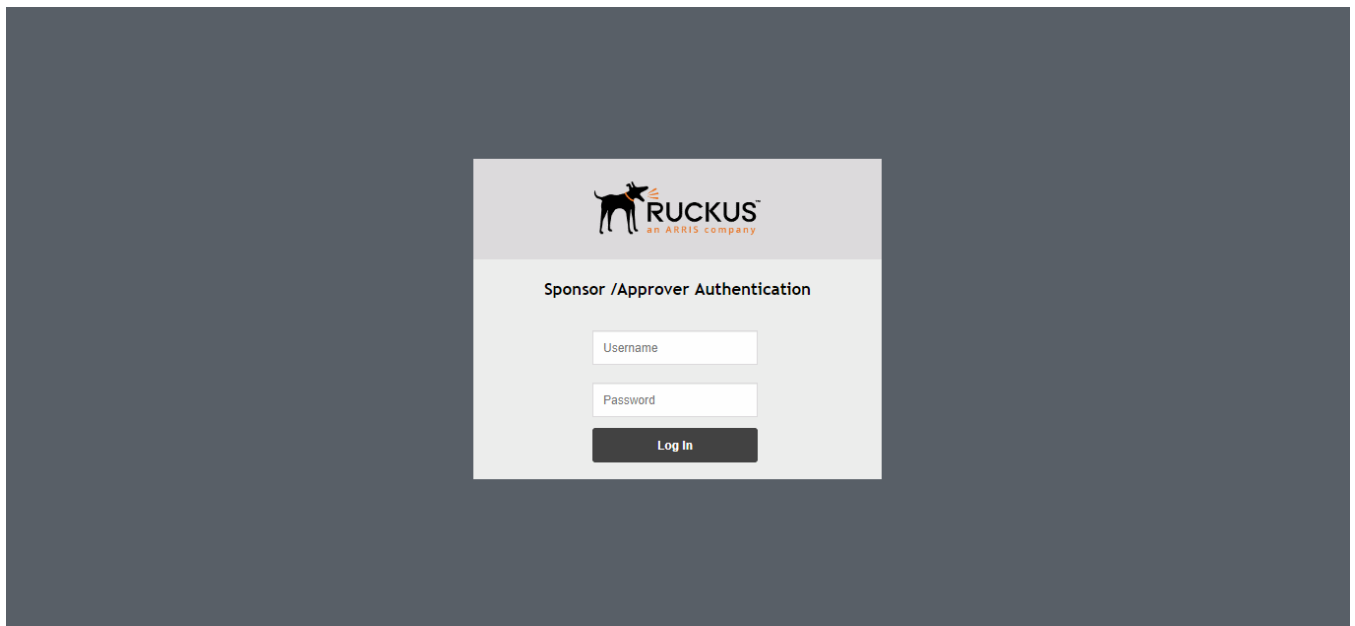 RUCKUS™
an ARRIS company
Sponsor /Approver Authentication
Username
Password
Log In